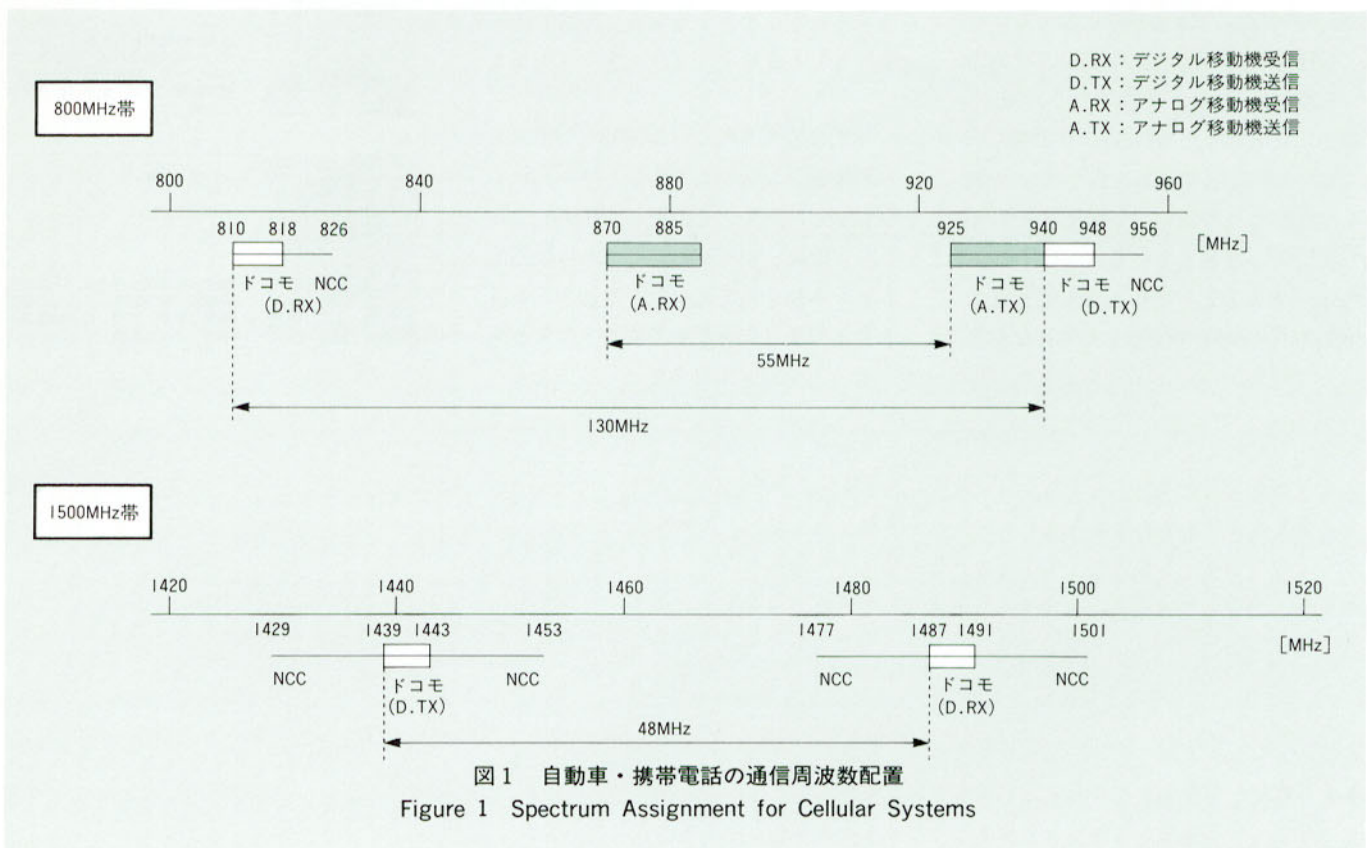 D.RX：デジタル移動機受信
D.TX：デジタル移動機送信
A.RX：アナログ移動機受信
A.TX：アナログ移動機送信
800MHz帯
800 840 880 920 960
810 818 826 870 885 925 940 948 956 [MHz]
ドコモ NCC ドコモ ドコモ ドコモ NCC
(D.RX) (A.RX) (A.TX) (D.TX)
55MHz
130MHz
1500MHz帯
1420 1440 1460 1480 1500 1520
1429 1439 1443 1453 1477 1487 1491 1501 [MHz]
NCC ドコモ NCC NCC ドコモ NCC
(D.TX) (D.RX)
48MHz
図1 自動車・携帯電話の通信周波数配置
Figure 1 Spectrum Assignment for Cellular Systems